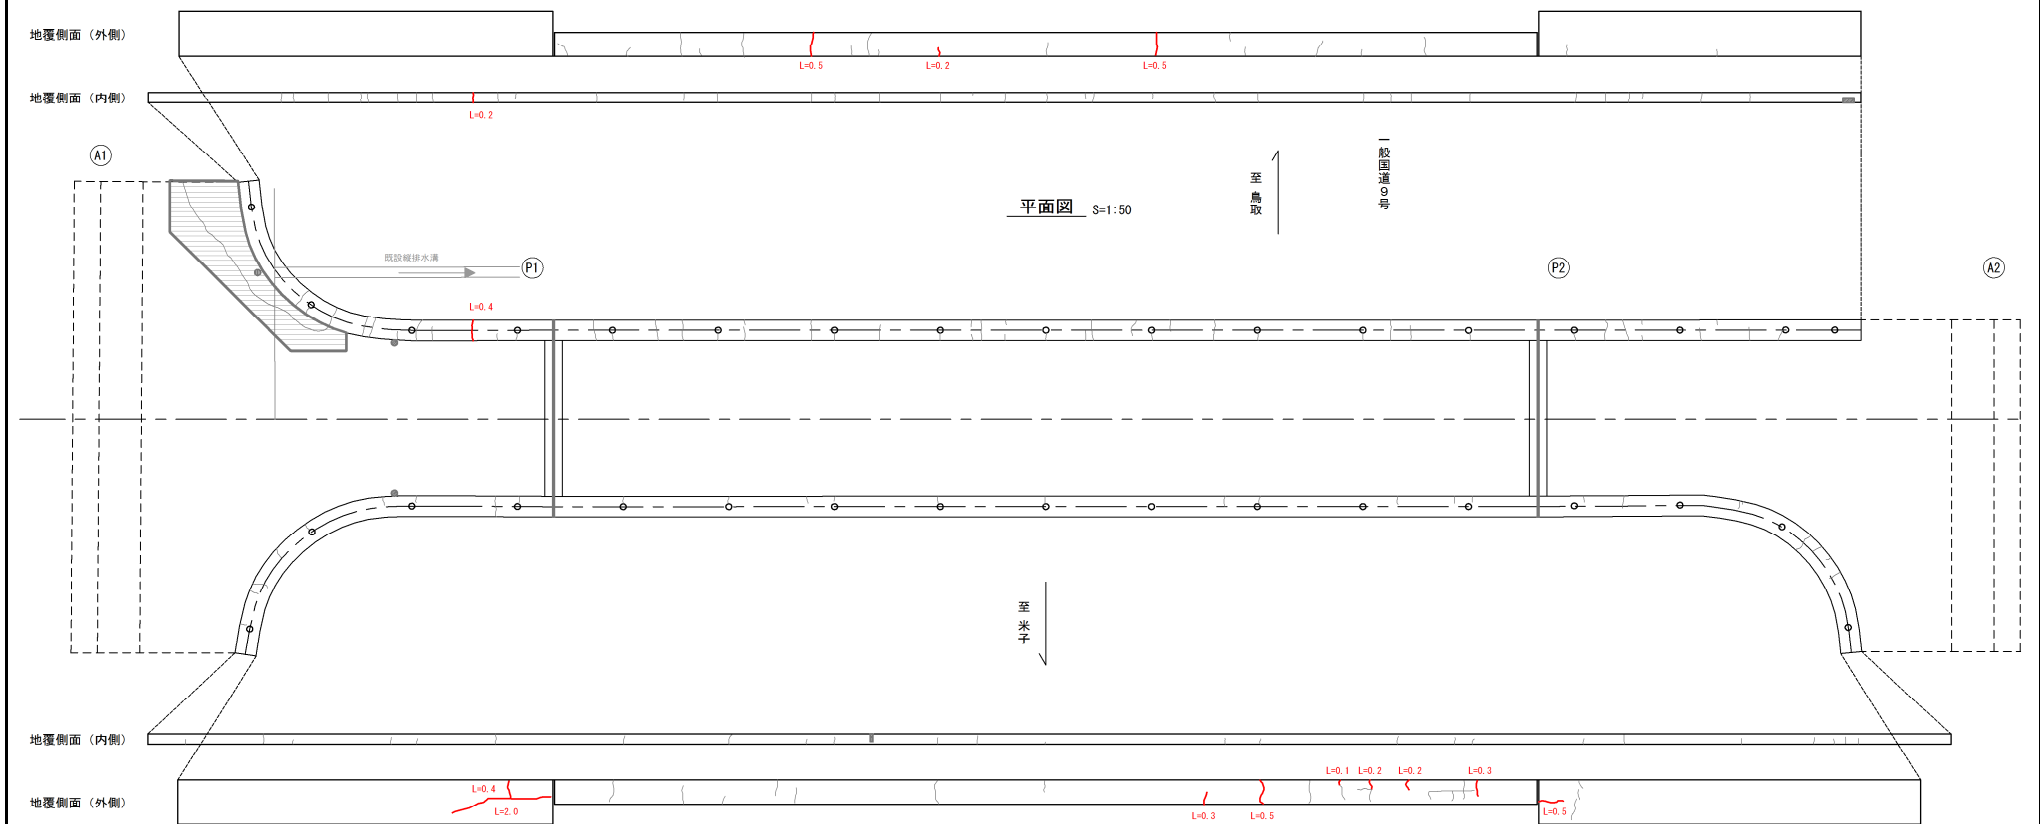 地覆側面（外側）
L=0.5
L=0.2
L=0.5
地覆側面（内側）
L=0.2
A1
一般国道9号
至 鳥取
平面図 S=1:50
既設縦排水溝
P1
P2
A2
L=0.4
至 米子
地覆側面（内側）
地覆側面（外側）
L=0.4
L=2.0
L=0.1
L=0.2
L=0.2
L=0.3
L=0.3
L=0.5
L=0.5